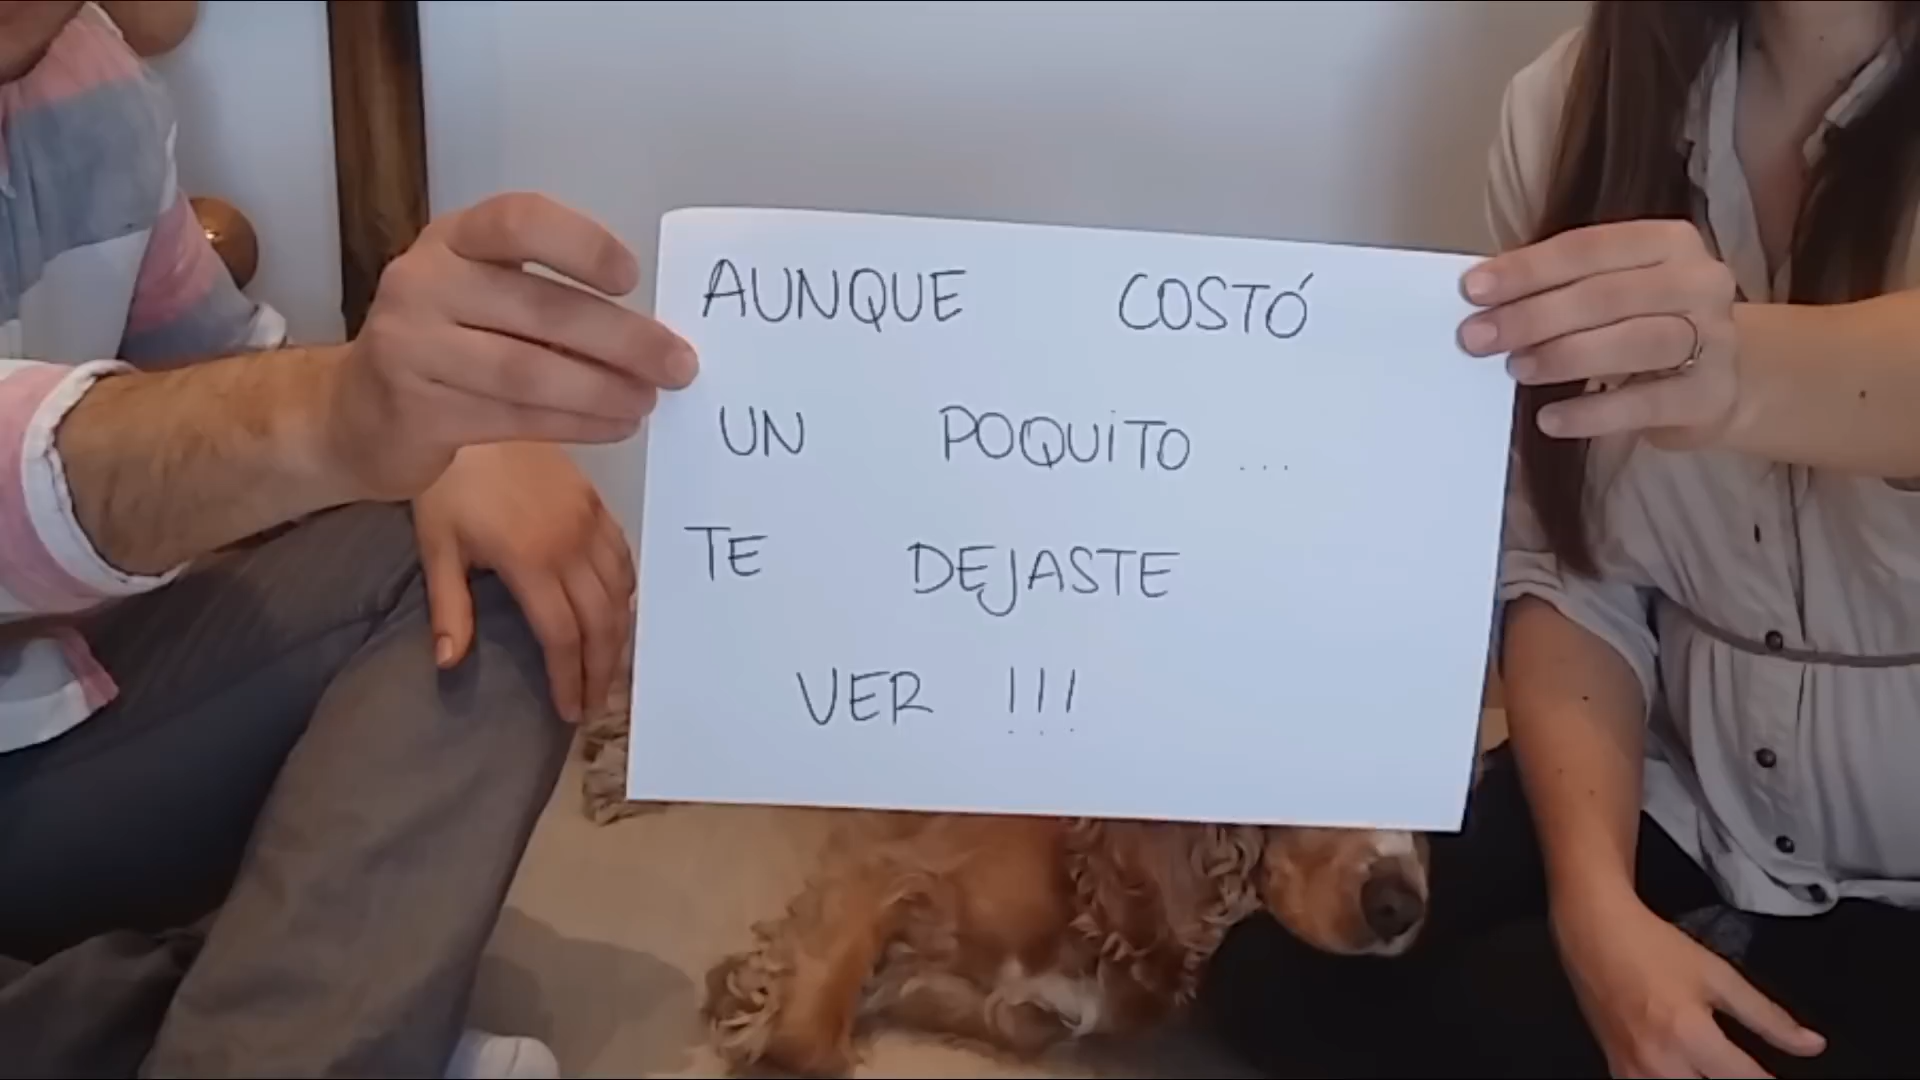 AUNQUE COSTÓ
UN POQUITO ...
TE DEJASTE
VER !!!